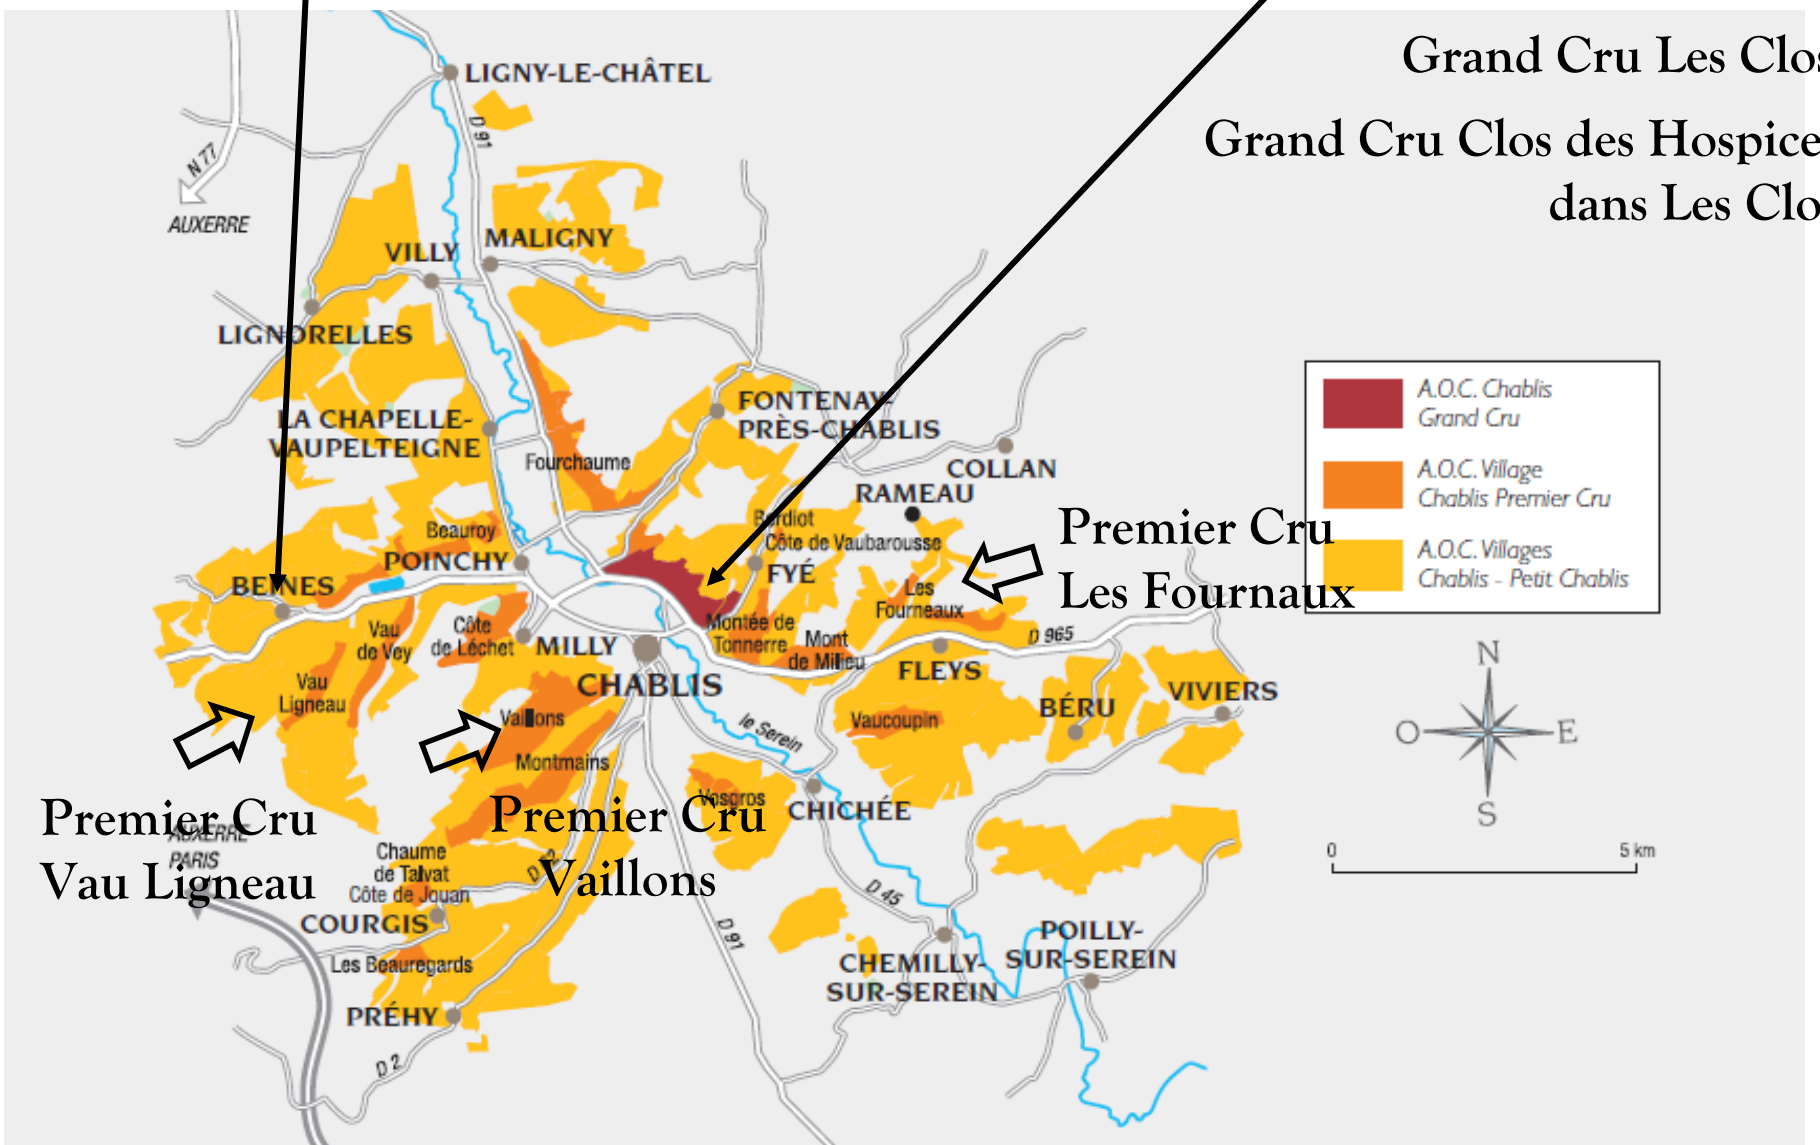 Grand Cru Les Clos
Grand Cru Clos des Hospice
dans Les Clo
LIGNY-LE-CHÂTEL
D 91
N 77
AUXERRE
VILLY
MALIGNY
LIGNORELLES
LA CHAPELLE-
VAUPELTEIGNE
FONTENAY-
PRÈS-CHABLIS
Fourchaume
COLLAN
RAMEAU
A.O.C. Chablis
Grand Cru
A.O.C. Village
Chablis Premier Cru
A.O.C. Villages
Chablis - Petit Chablis
Beauroy
POINCHY
BEINES
Berdiot
Côte de Vaubarousse
FYÉ
Les
Fourneaux
Premier Cru
Les Fournaux
Vau
de Vey
Côte
de Léchet
MILLY
CHABLIS
Montée de
Tonnerre
Mont
de Milieu
D 965
FLEYS
Vau
Ligneau
Vaillons
Montmains
le Serein
Vaucoupin
BÉRU
VIVIERS
N
O
E
S
Vosgros
CHICHÉE
Premier Cru
Vau Ligneau
AUXERRE
PARIS
Premier Cru
Vaillons
Chaume
de Talvat
Côte de Jouan
D 2
COURGIS
Les Beauregards
PRÉHY
D 2
D 91
D 45
CHEMILLY-
SUR-SEREIN
POILLY-
SUR-SEREIN
0
5 km